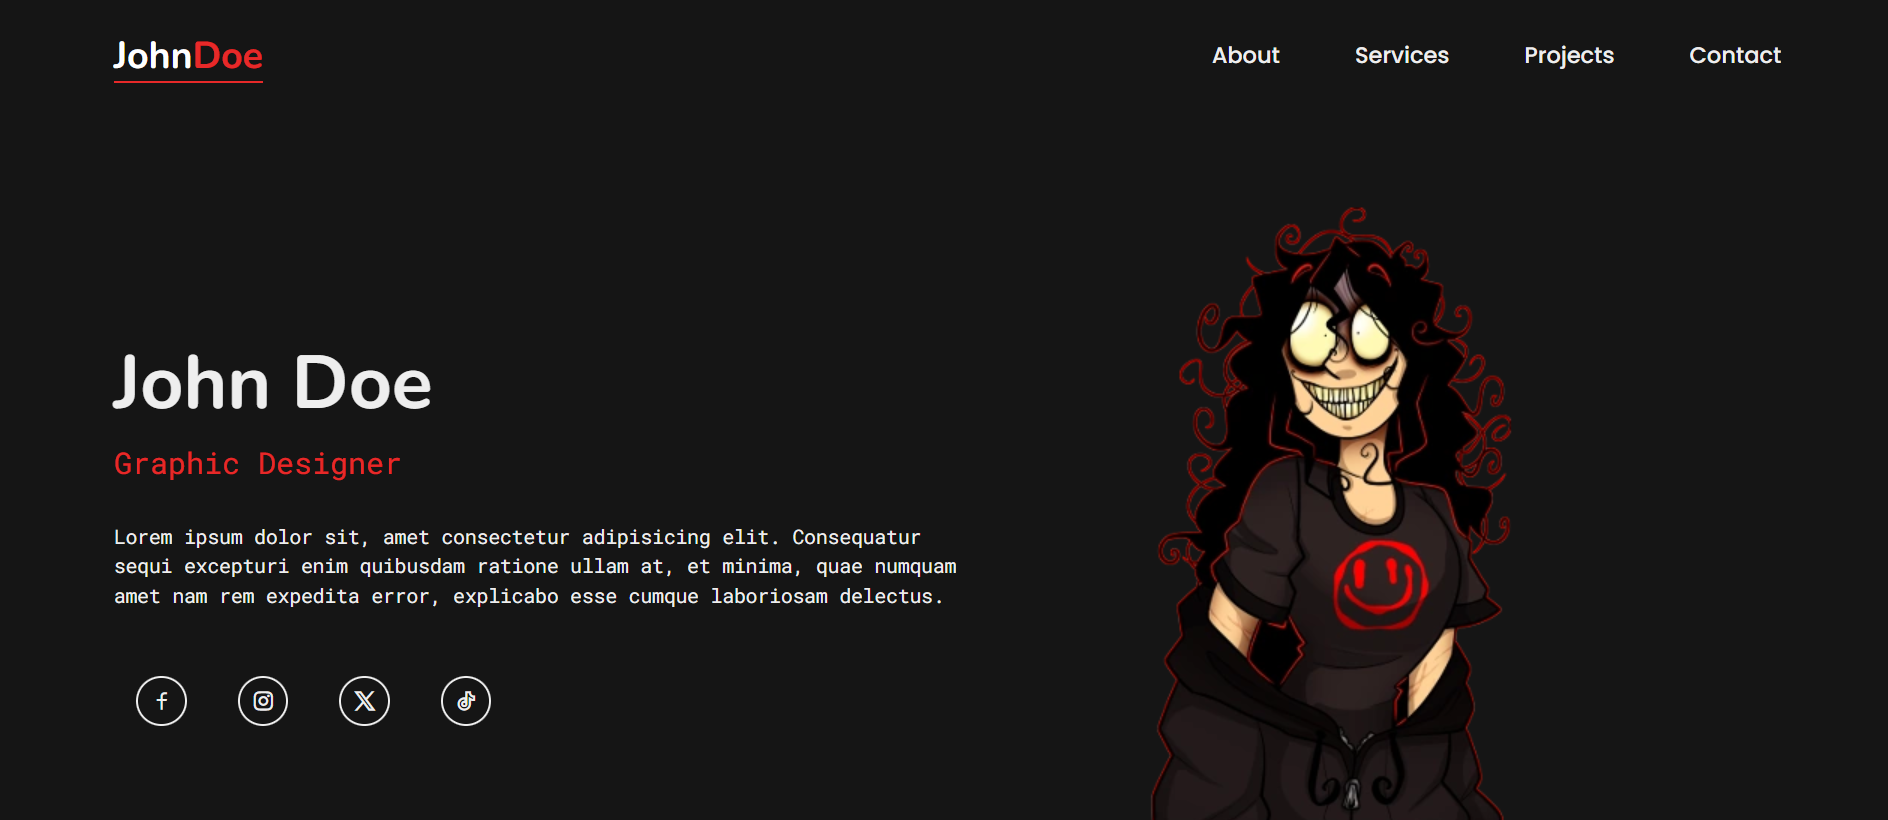 JohnDoe
About Services Projects Contact
John Doe
Graphic Designer
Lorem ipsum dolor sit, amet consectetur adipisicing elit. Consequatur
sequi excepturi enim quibusdam ratione ullam at, et minima, quae numquam
amet nam rem expedita error, explicabo esse cumque laboriosam delectus.